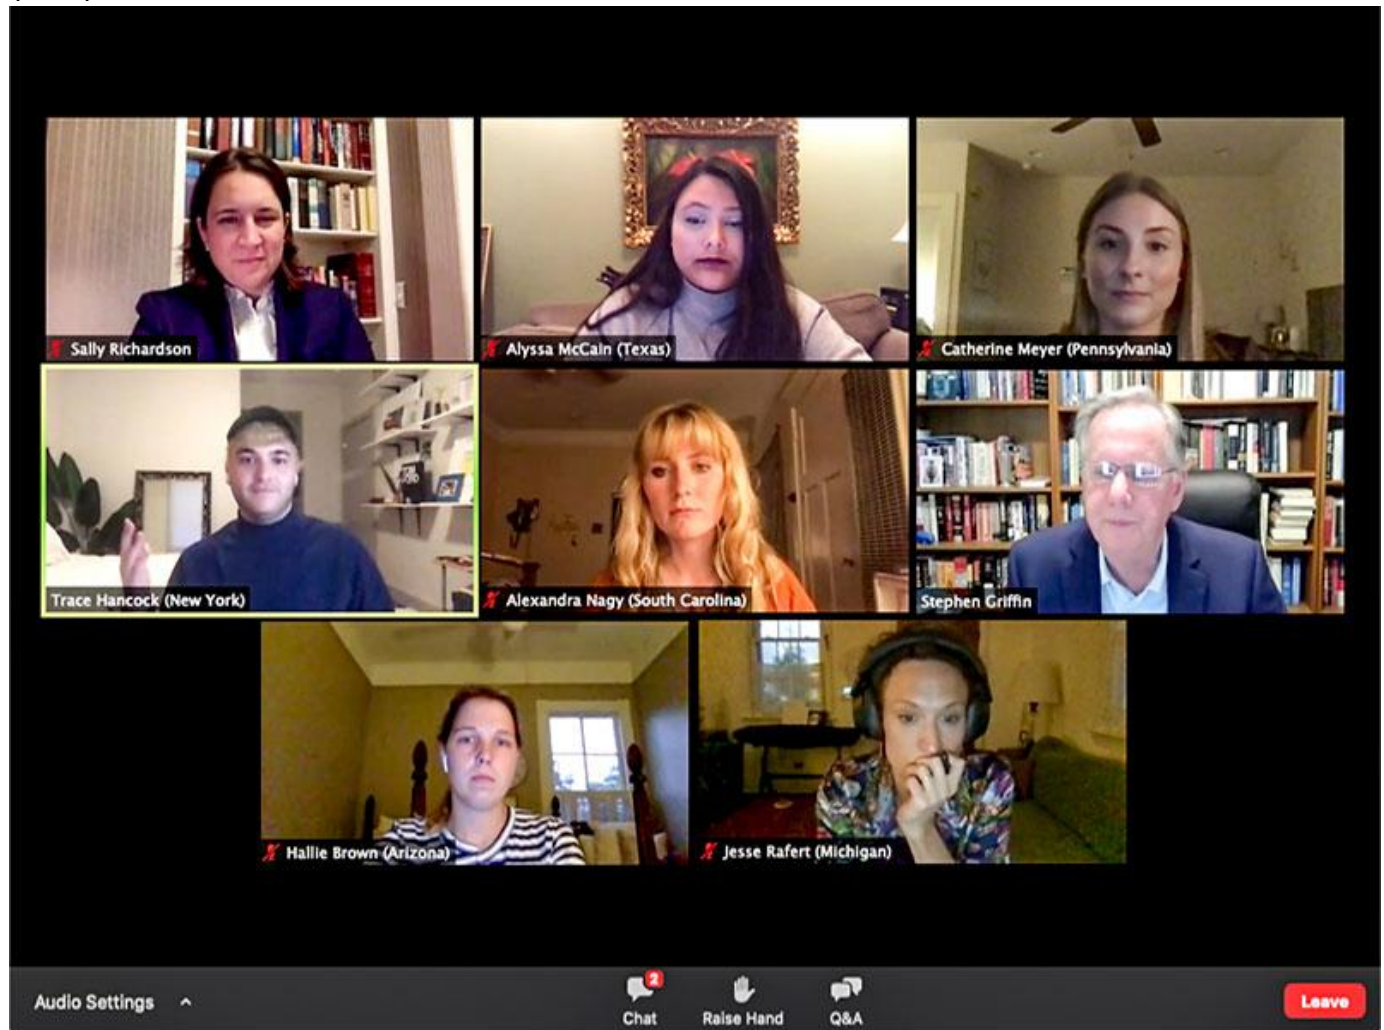 Sally Richardson
Alyssa McCain (Texas)
Catherine Meyer (Pennsylvania)
Trace Hancock (New York)
Alexandra Nagy (South Carolina)
Stephen Griffin
Hallie Brown (Arizona)
Jesse Rafert (Michigan)
Audio Settings
2
Chat
Raise Hand
Q&A
Leave